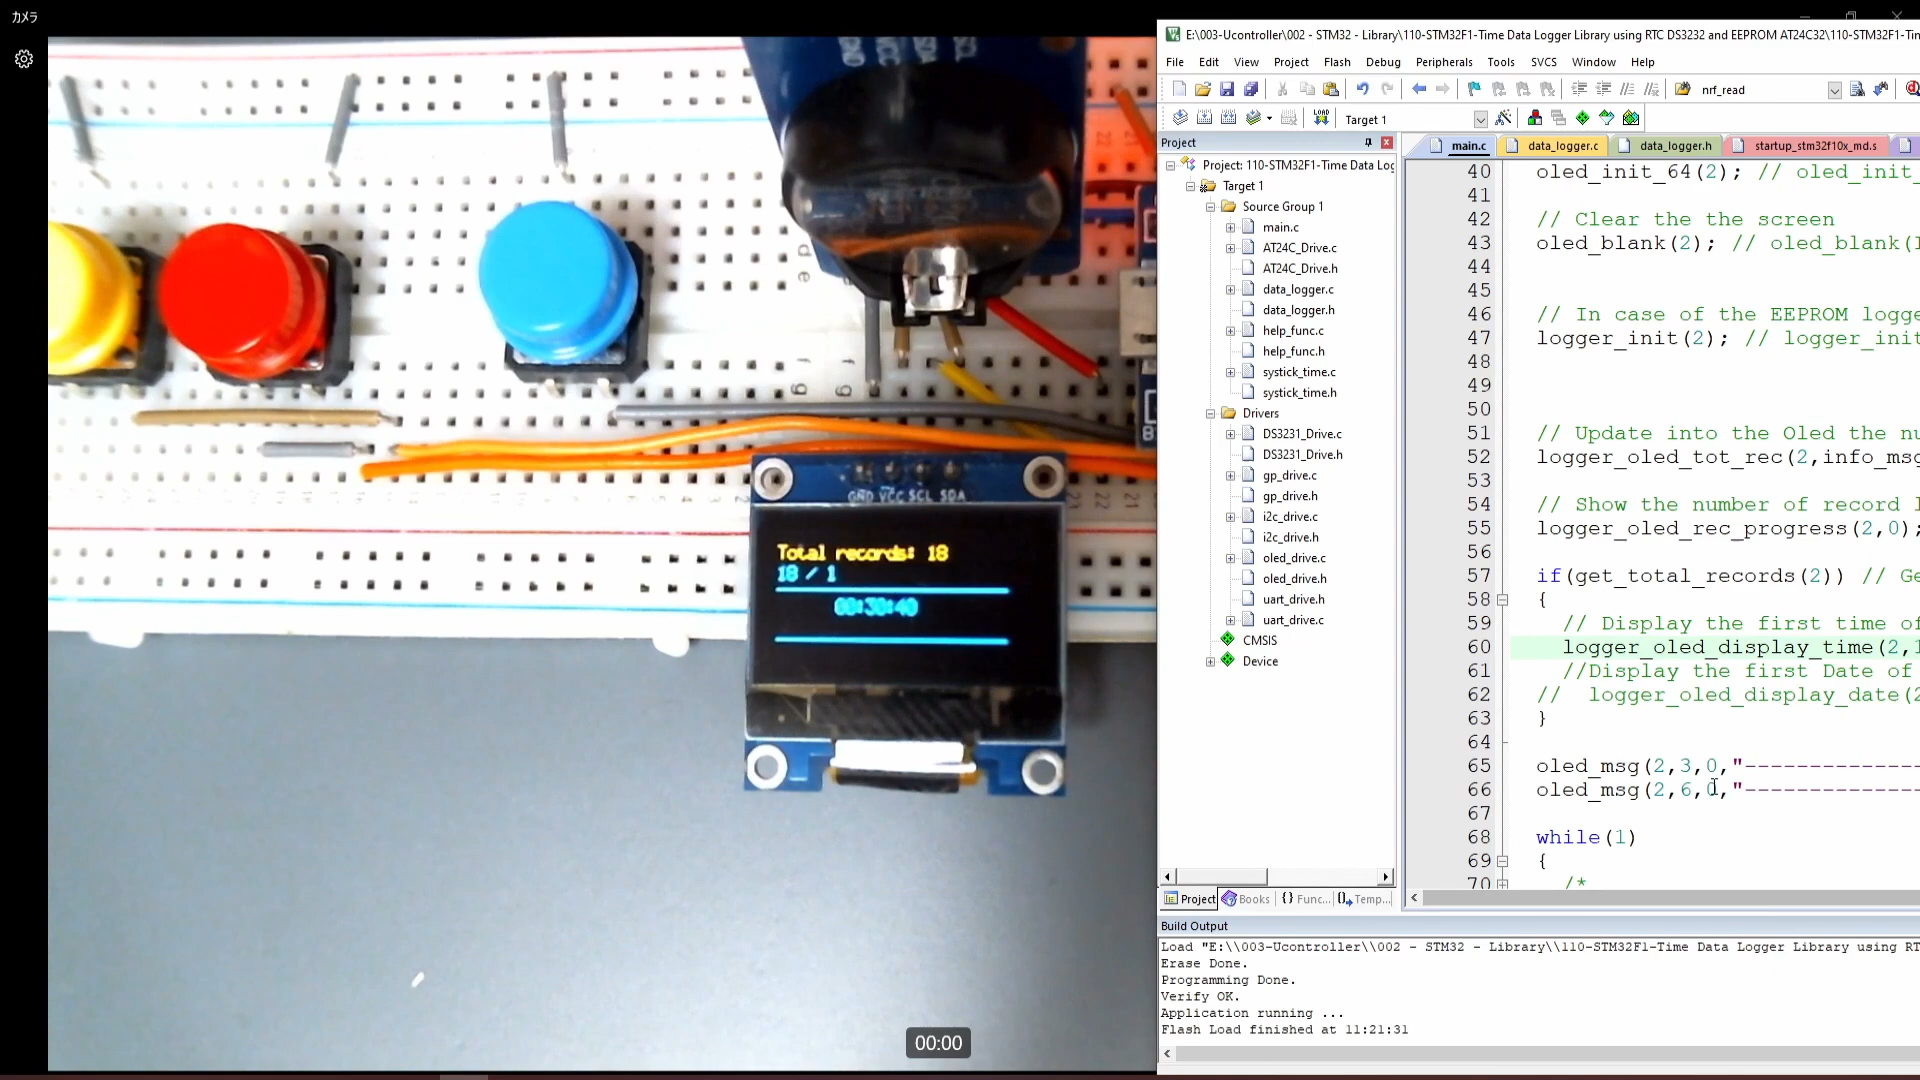 カメラ
GND VCC SDA SCL
GND VCC SCL SDA
Total records: 18
18 / 1
00:30:40
00:00
E:\003-Ucontroller\002 - STM32 - Library\110-STM32F1-Time Data Logger Library using RTC DS3232 and EEPROM AT24C32\110-STM32F1-Tin
File Edit View Project Flash Debug Peripherals Tools SVCS Window Help
nrf_read
LOAD
Target 1
Project
main.c data_logger.c data_logger.h startup_stm32f10x_md.s
Project: 110-STM32F1-Time Data Log
Target 1
Source Group 1
main.c
AT24C_Drive.c
AT24C_Drive.h
data_logger.c
data_logger.h
help_func.c
help_func.h
systick_time.c
systick_time.h
Drivers
DS3231_Drive.c
DS3231_Drive.h
gp_drive.c
gp_drive.h
i2c_drive.c
i2c_drive.h
oled_drive.c
oled_drive.h
uart_drive.h
uart_drive.c
CMSIS
Device
Project Books {} Func... Temp...
40 oled_init_64(2); // oled_init_
41
42 // Clear the the screen
43 oled_blank(2); // oled_blank(I
44
45
46 // In case of the EEPROM logge
47 logger_init(2); // logger_init
48
49
50
51 // Update into the Oled the nu
52 logger_oled_tot_rec(2,info_msg
53
54 // Show the number of record l
55 logger_oled_rec_progress(2,0);
56
57 if(get_total_records(2)) // Ge
58 {
59 // Display the first time of
60 logger_oled_display_time(2,1
61 //Display the first Date of
62 // logger_oled_display_date(2
63 }
64
65 oled_msg(2,3,0,"---------------
66 oled_msg(2,6,0,"---------------
67
68 while(1)
69 {
70 /*
Build Output
Load "E:\\003-Ucontroller\\002 - STM32 - Library\\110-STM32F1-Time Data Logger Library using RT
Erase Done.
Programming Done.
Verify OK.
Application running ...
Flash Load finished at 11:21:31